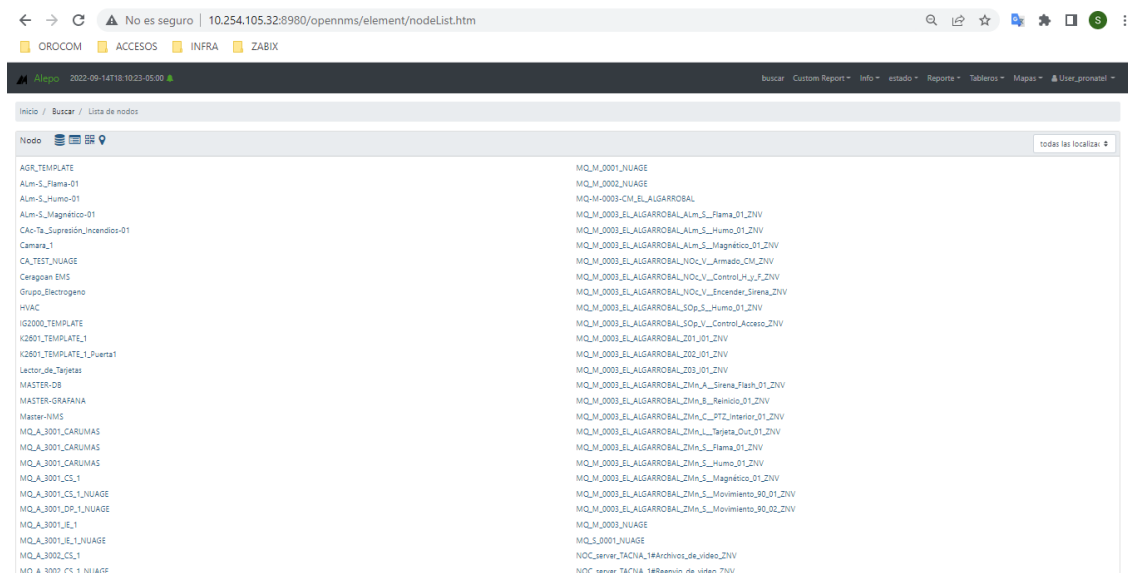 No es seguro | 10.254.105.32:8980/opennms/element/nodeList.htm
S
OROCOM ACCESOS INFRA ZABIX
Alepo 2022-09-14T18:10:23-05:00 buscar Custom Report Info estado Reporte Tableros Mapas User_pronatel
Inicio / Buscar / Lista de nodos
Nodo todas las localizac
AGR_TEMPLATE
ALm-S_Flama-01
ALm-S_Humo-01
ALm-S_Magnético-01
CAc-Ta_Supresión_Incendios-01
Camara_1
CA_TEST_NUAGE
Ceragoan EMS
Grupo_Electrogeno
HVAC
IG2000_TEMPLATE
K2601_TEMPLATE_1
K2601_TEMPLATE_1_Puerta1
Lector_de_Tarjetas
MASTER-DB
MASTER-GRAFANA
Master-NMS
MQ_A_3001_CARUMAS
MQ_A_3001_CARUMAS
MQ_A_3001_CARUMAS
MQ_A_3001_CS_1
MQ_A_3001_CS_1_NUAGE
MQ_A_3001_DP_1_NUAGE
MQ_A_3001_IE_1
MQ_A_3001_IE_1_NUAGE
MQ_A_3002_CS_1
MQ_A_3002_CS_1_NUAGE
MQ_M_0001_NUAGE
MQ_M_0002_NUAGE
MQ-M-0003-CM_EL_ALGARROBAL
MQ_M_0003_EL_ALGARROBAL_ALm_S__Flama_01_ZNV
MQ_M_0003_EL_ALGARROBAL_ALm_S__Humo_01_ZNV
MQ_M_0003_EL_ALGARROBAL_ALm_S__Magnético_01_ZNV
MQ_M_0003_EL_ALGARROBAL_NOc_V__Armado_CM_ZNV
MQ_M_0003_EL_ALGARROBAL_NOc_V__Control_H_y_F_ZNV
MQ_M_0003_EL_ALGARROBAL_NOc_V__Encender_Sirena_ZNV
MQ_M_0003_EL_ALGARROBAL_SOp_S__Humo_01_ZNV
MQ_M_0003_EL_ALGARROBAL_SOp_V__Control_Acceso_ZNV
MQ_M_0003_EL_ALGARROBAL_Z01_I01_ZNV
MQ_M_0003_EL_ALGARROBAL_Z02_I01_ZNV
MQ_M_0003_EL_ALGARROBAL_Z03_I01_ZNV
MQ_M_0003_EL_ALGARROBAL_ZMn_A__Sirena_Flash_01_ZNV
MQ_M_0003_EL_ALGARROBAL_ZMn_B__Reinicio_01_ZNV
MQ_M_0003_EL_ALGARROBAL_ZMn_C__PTZ_Interior_01_ZNV
MQ_M_0003_EL_ALGARROBAL_ZMn_L__Tarjeta_Out_01_ZNV
MQ_M_0003_EL_ALGARROBAL_ZMn_S__Flama_01_ZNV
MQ_M_0003_EL_ALGARROBAL_ZMn_S__Humo_01_ZNV
MQ_M_0003_EL_ALGARROBAL_ZMn_S__Magnético_01_ZNV
MQ_M_0003_EL_ALGARROBAL_ZMn_S__Movimiento_90_01_ZNV
MQ_M_0003_EL_ALGARROBAL_ZMn_S__Movimiento_90_02_ZNV
MQ_M_0003_NUAGE
MQ_S_0001_NUAGE
NOC_server_TACNA_1#Archivos_de_video_ZNV
NOC_server_TACNA_1#Reenvio_de_video_ZNV